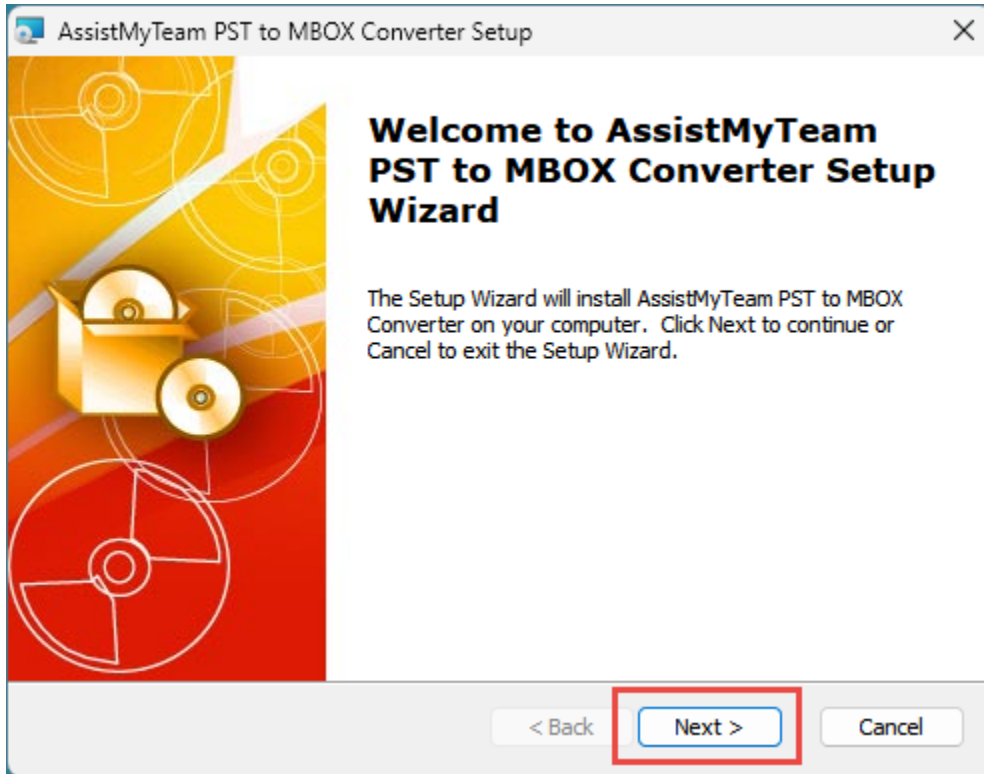 AssistMyTeam PST to MBOX Converter Setup
Welcome to AssistMyTeam
PST to MBOX Converter Setup
Wizard
The Setup Wizard will install AssistMyTeam PST to MBOX
Converter on your computer.  Click Next to continue or
Cancel to exit the Setup Wizard.
< Back
Next >
Cancel